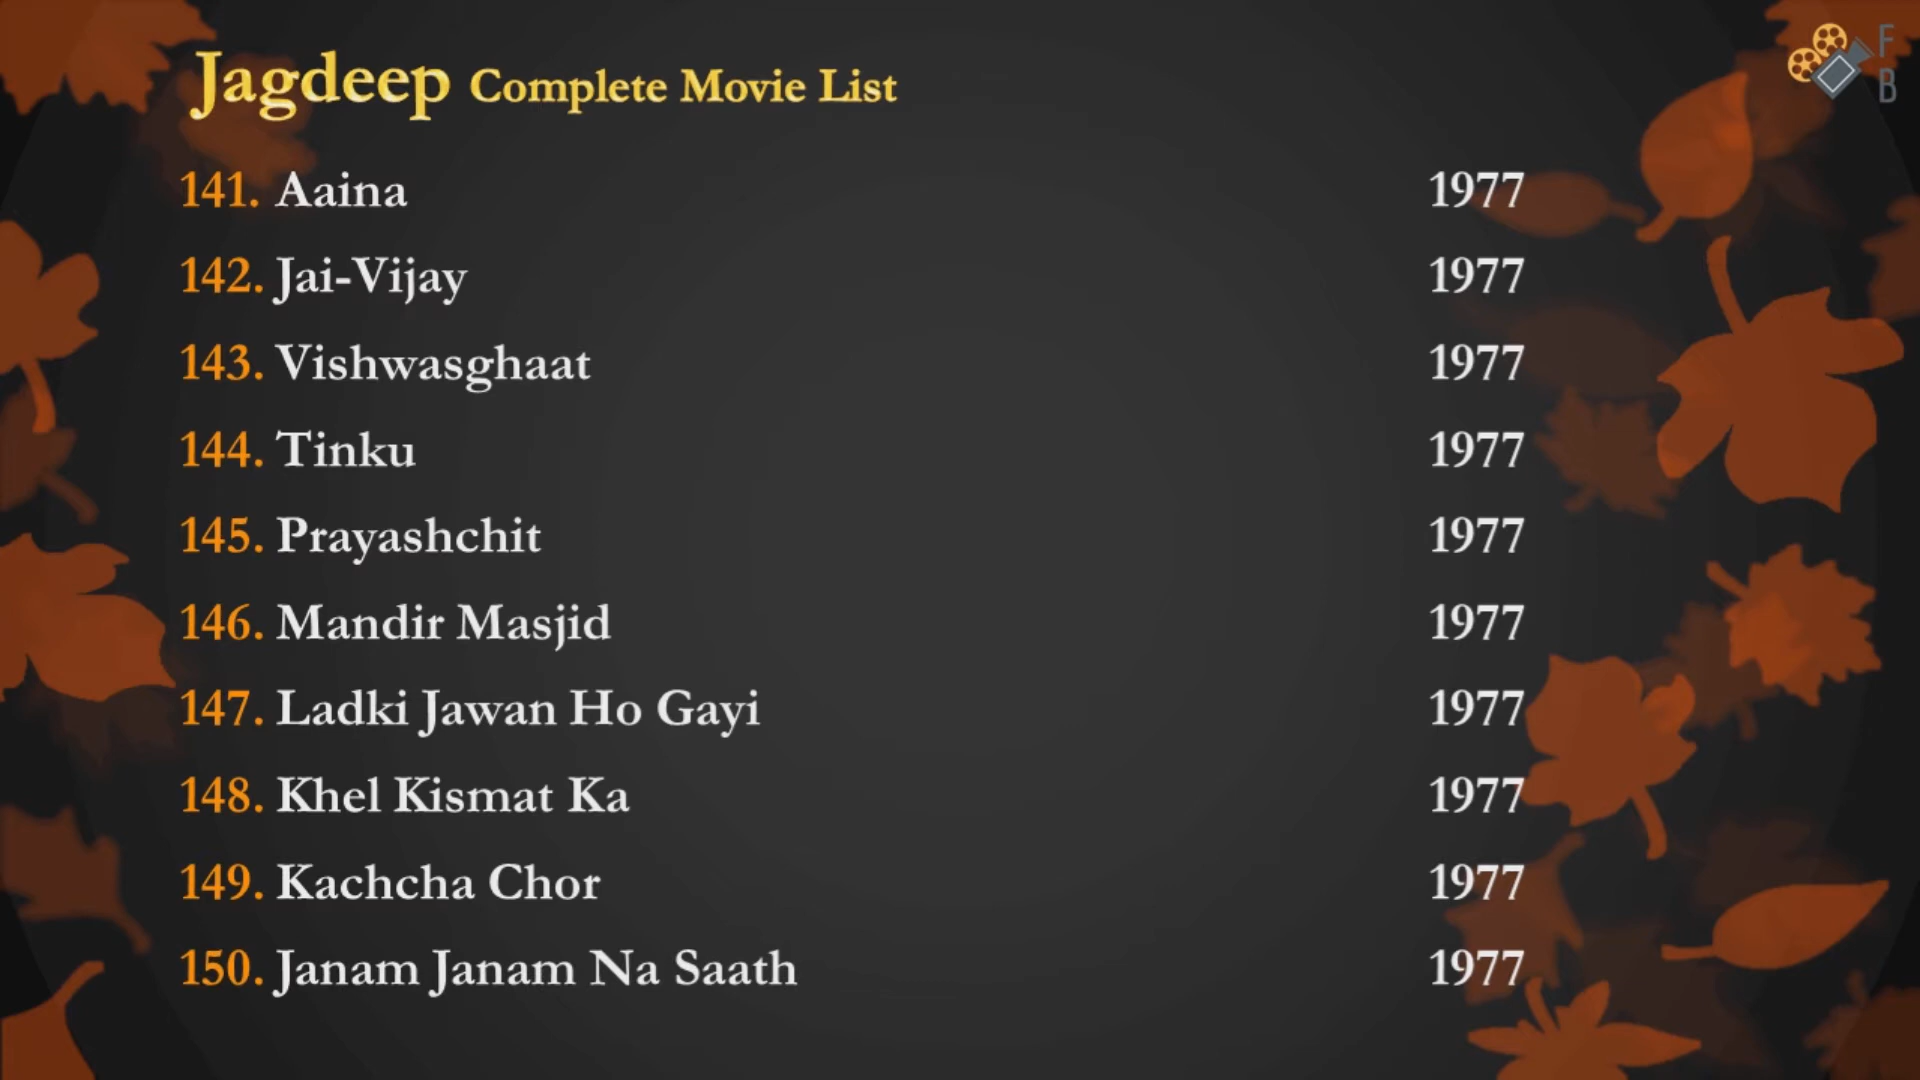 Jagdeep Complete Movie List
F
B
141. Aaina 1977
142. Jai-Vijay 1977
143. Vishwasghaat 1977
144. Tinku 1977
145. Prayashchit 1977
146. Mandir Masjid 1977
147. Ladki Jawan Ho Gayi 1977
148. Khel Kismat Ka 1977
149. Kachcha Chor 1977
150. Janam Janam Na Saath 1977